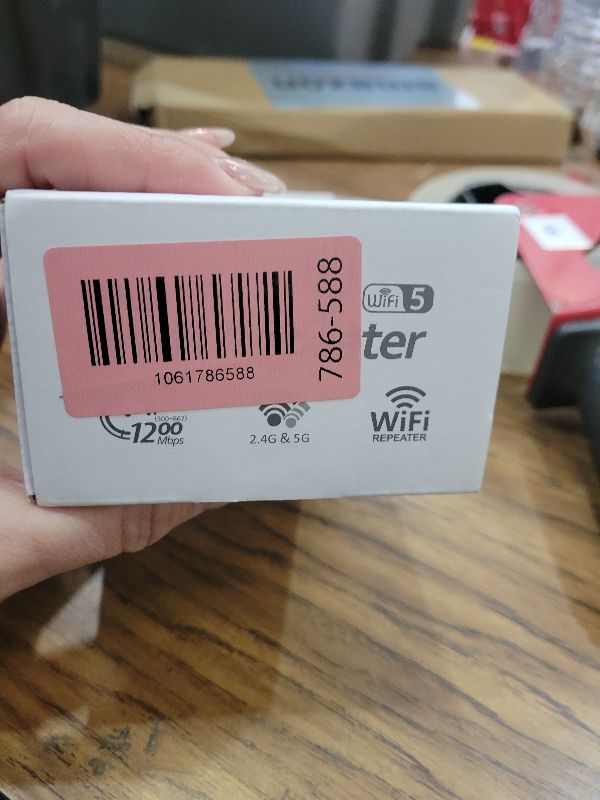 WiFi 5
786-588
ter
1061786588
(300+867)
1200
Mbps
2.4G & 5G
WiFi
REPEATER